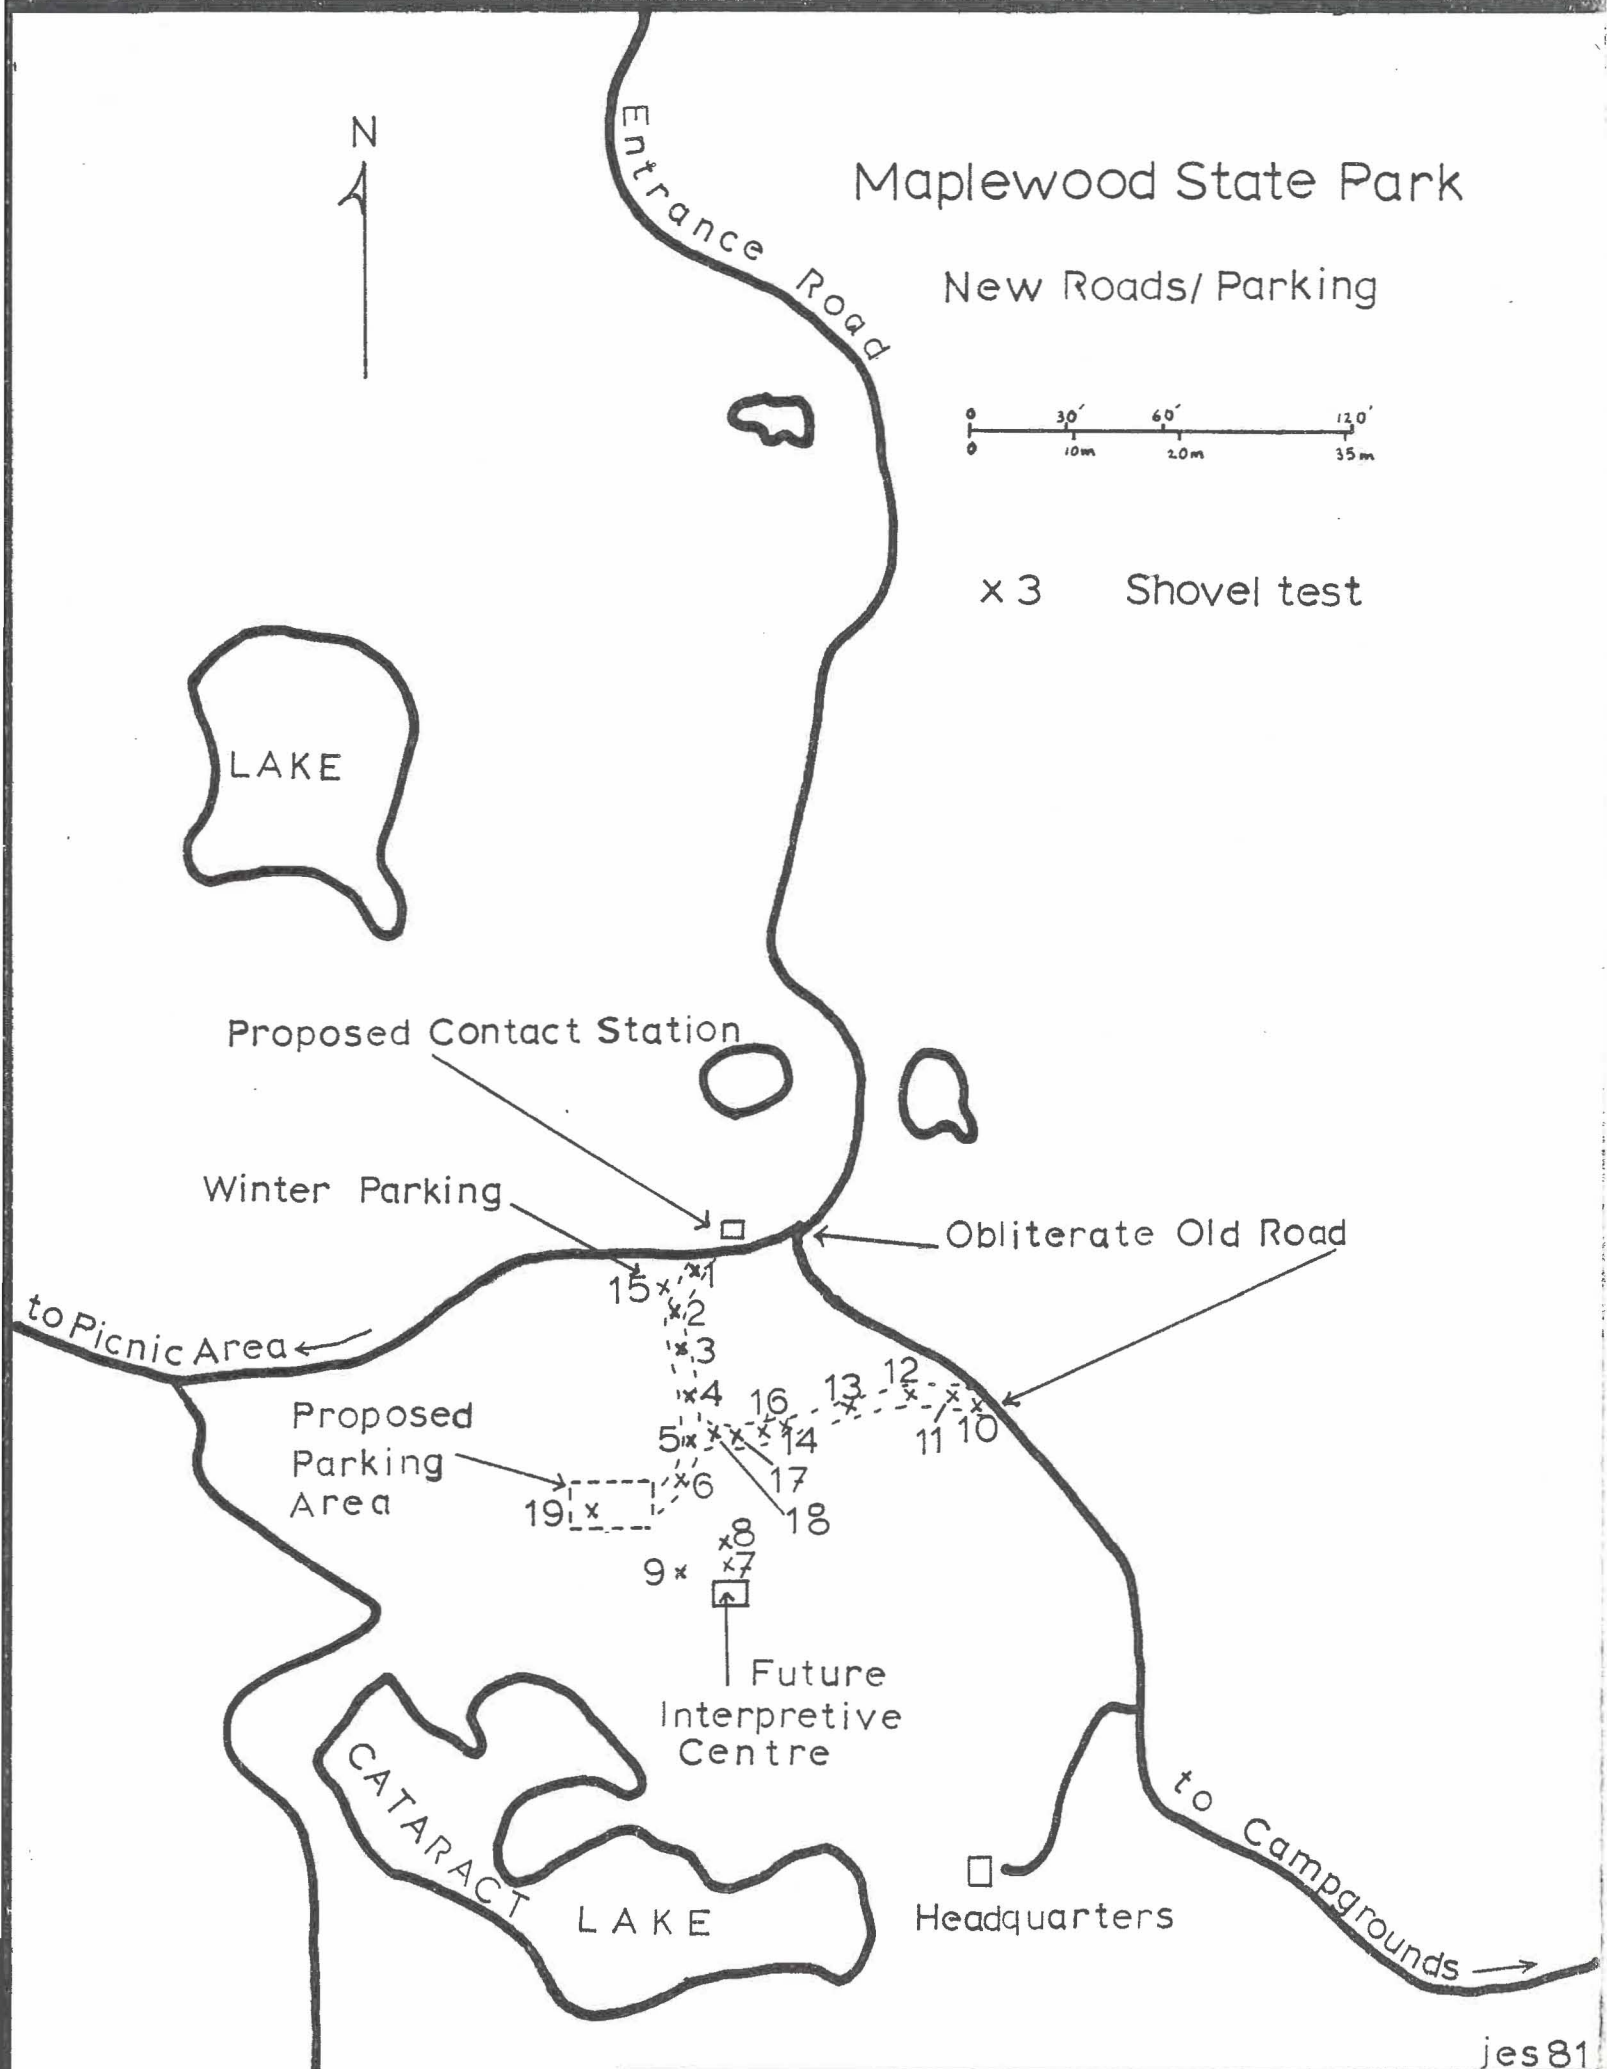 N
Entrance Road
Maplewood State Park
New Roads/ Parking
0 30′ 60′ 120′
0 10m 20m 35m
x 3 Shovel test
LAKE
Proposed Contact Station
Winter Parking
Obliterate Old Road
15 x x 1
x 2
to Picnic Area
x 3
x 4
12
13
16
Proposed
Parking
Area
5 x
14
11
10
x 6
17
18
19 x
x 8
9 x
x 7
Future
Interpretive
Centre
CATARACT
LAKE
Headquarters
to Campgrounds
jes 81